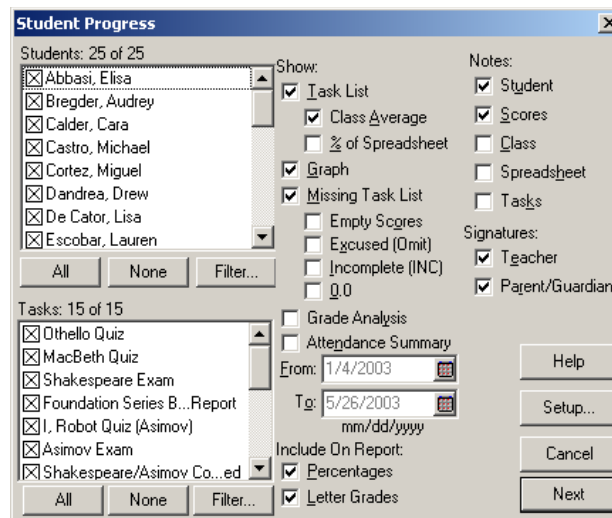 Student Progress
Students: 25 of 25
Abbasi, Elisa
Bregder, Audrey
Calder, Cara
Castro, Michael
Cortez, Miguel
Dandrea, Drew
De Cator, Lisa
Escobar, Lauren
All None Filter...
Tasks: 15 of 15
Othello Quiz
MacBeth Quiz
Shakespeare Exam
Foundation Series B...Report
I, Robot Quiz (Asimov)
Asimov Exam
Shakespeare/Asimov Co...ed
All None Filter...
Show:
Task List
Class Average
% of Spreadsheet
Graph
Missing Task List
Empty Scores
Excused (Omit)
Incomplete (INC)
0.0
Grade Analysis
Attendance Summary
From: 1/4/2003
To: 5/26/2003
mm/dd/yyyy
Include On Report:
Percentages
Letter Grades
Notes:
Student
Scores
Class
Spreadsheet
Tasks
Signatures:
Teacher
Parent/Guardian
Help
Setup...
Cancel
Next